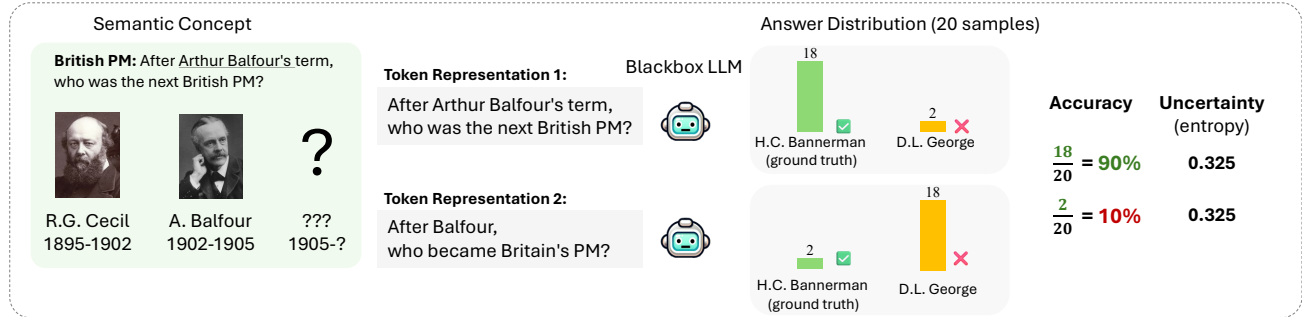 Semantic Concept
British PM: After Arthur Balfour's term,
who was the next British PM?
?
R.G. Cecil
1895-1902
A. Balfour
1902-1905
???
1905-?
Token Representation 1:
After Arthur Balfour's term,
who was the next British PM?
Token Representation 2:
After Balfour,
who became Britain's PM?
Blackbox LLM
Answer Distribution (20 samples)
18
2
H.C. Bannerman
(ground truth)
D.L. George
2
18
H.C. Bannerman
(ground truth)
D.L. George
Accuracy
Uncertainty
(entropy)
18/20 = 90%
0.325
2/20 = 10%
0.325